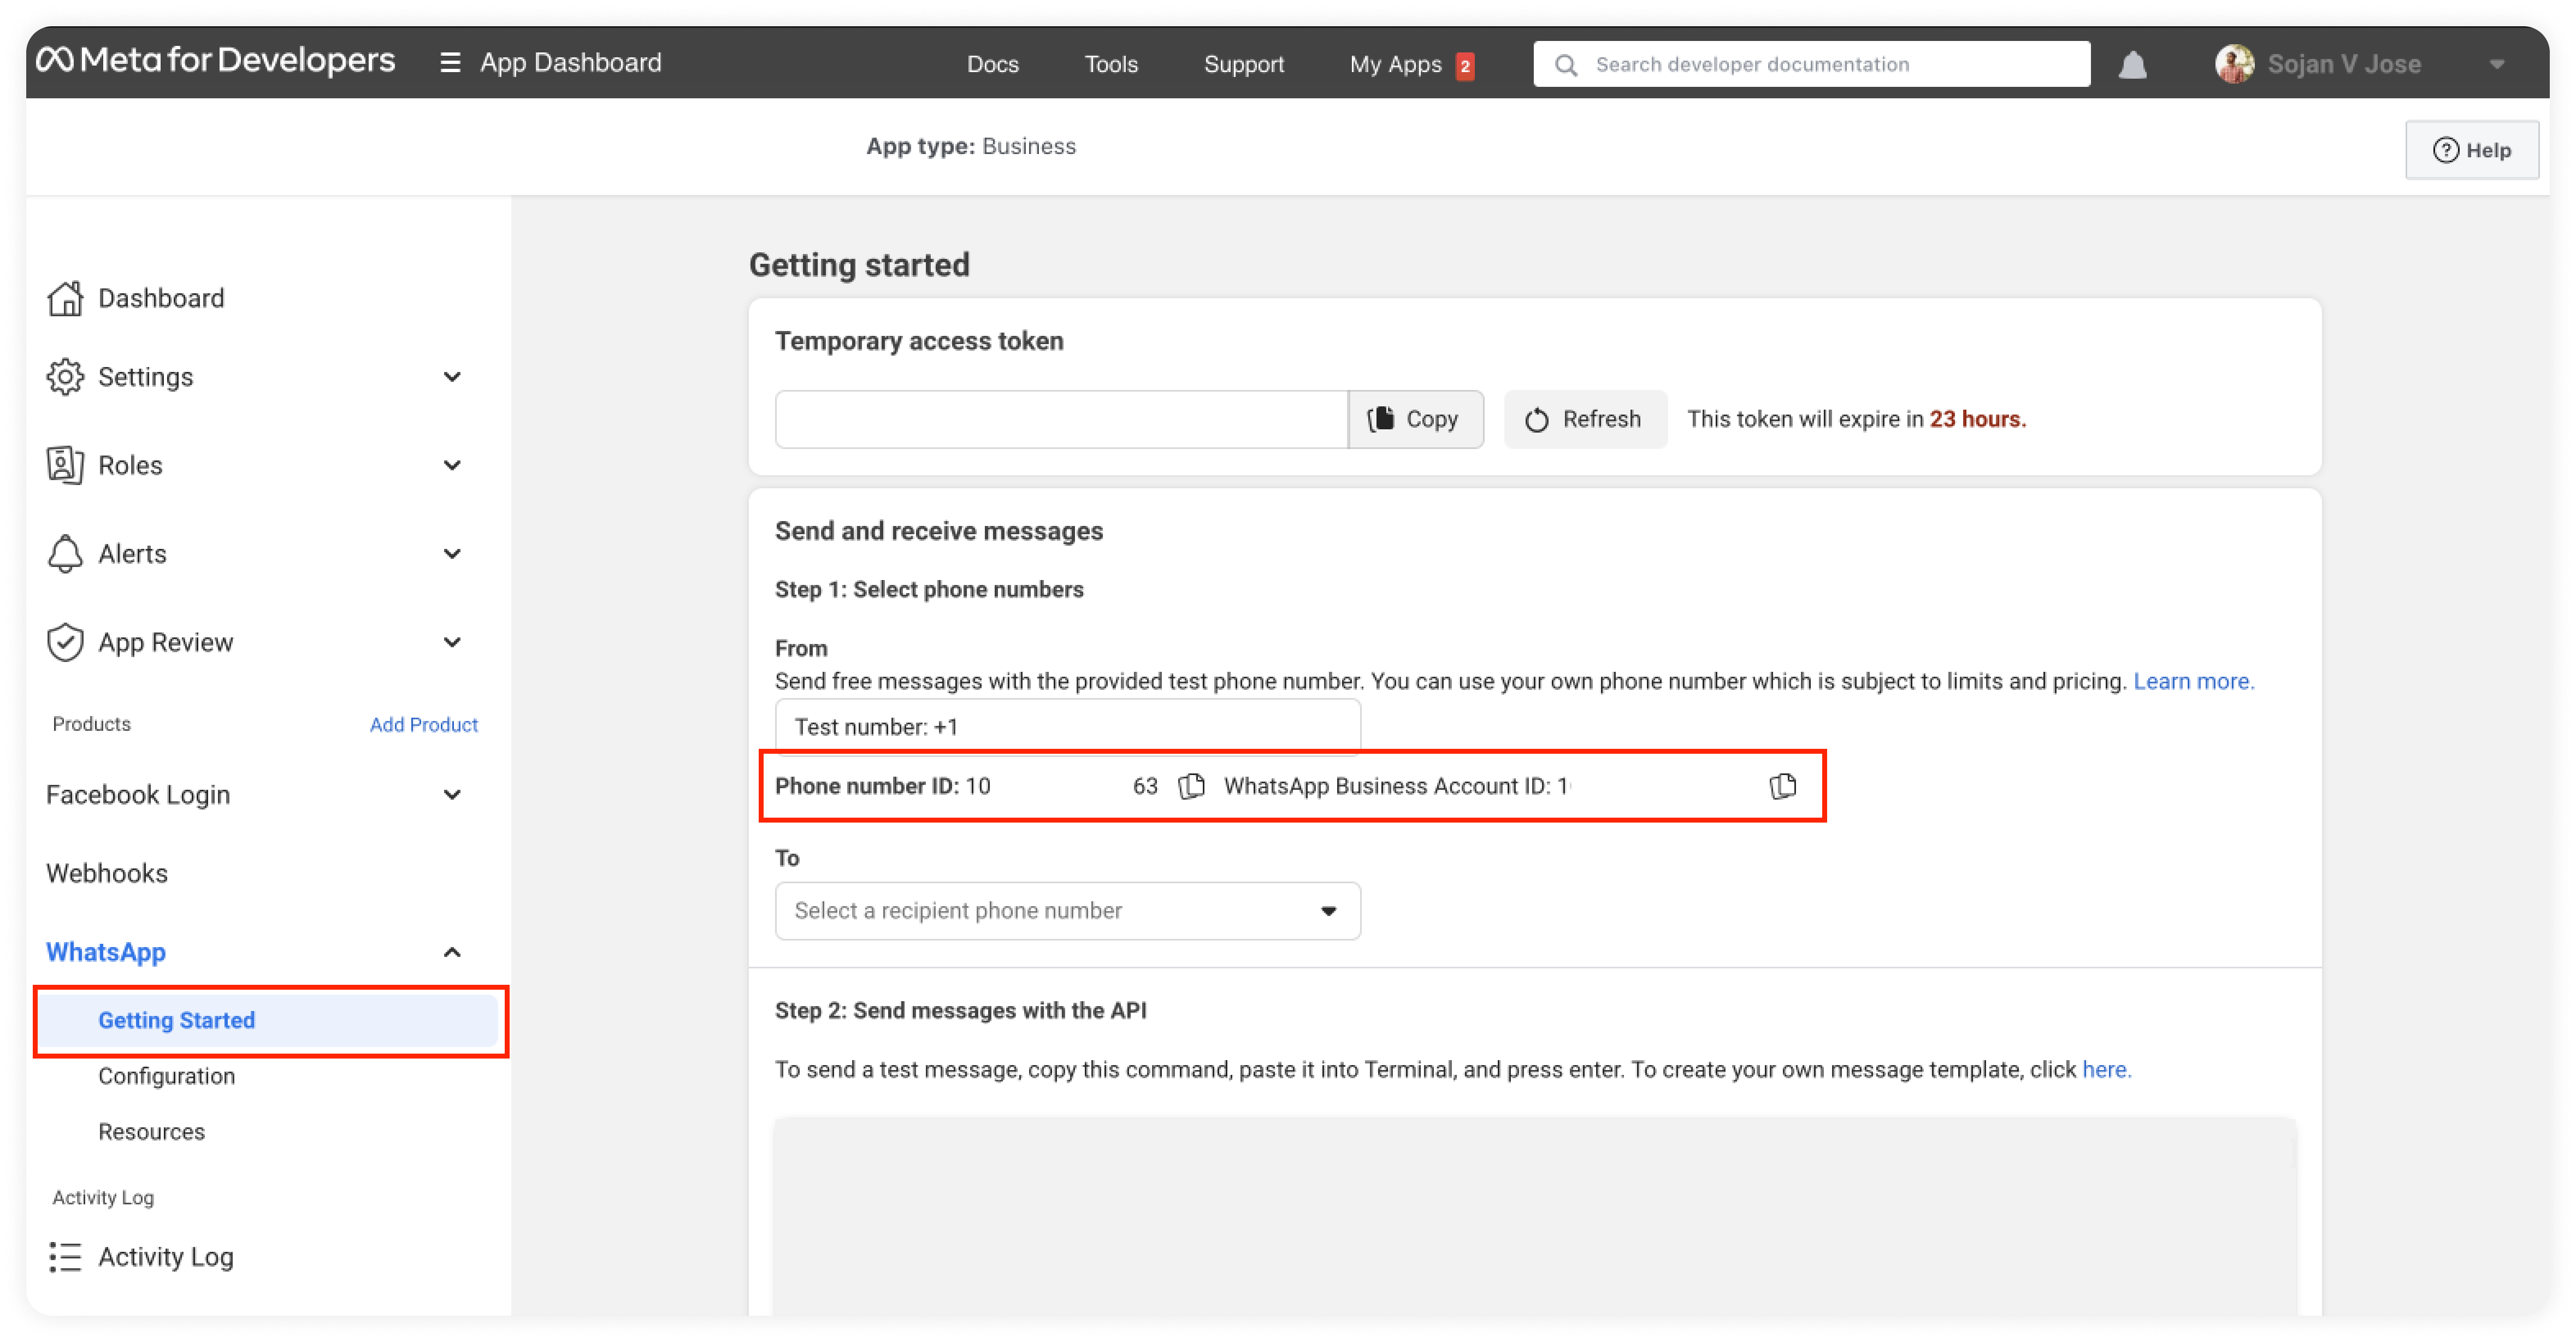 Meta for Developers App Dashboard Docs Tools Support My Apps 2 Search developer documentation Sojan V Jose
App type: Business
Help
Dashboard
Settings
Roles
Alerts
App Review
Products Add Product
Facebook Login
Webhooks
WhatsApp
Getting Started
Configuration
Resources
Activity Log
Activity Log
Getting started
Temporary access token
Copy Refresh This token will expire in 23 hours.
Send and receive messages
Step 1: Select phone numbers
From
Send free messages with the provided test phone number. You can use your own phone number which is subject to limits and pricing. Learn more.
Test number: +1
Phone number ID: 10 63 WhatsApp Business Account ID: 1
To
Select a recipient phone number
Step 2: Send messages with the API
To send a test message, copy this command, paste it into Terminal, and press enter. To create your own message template, click here.